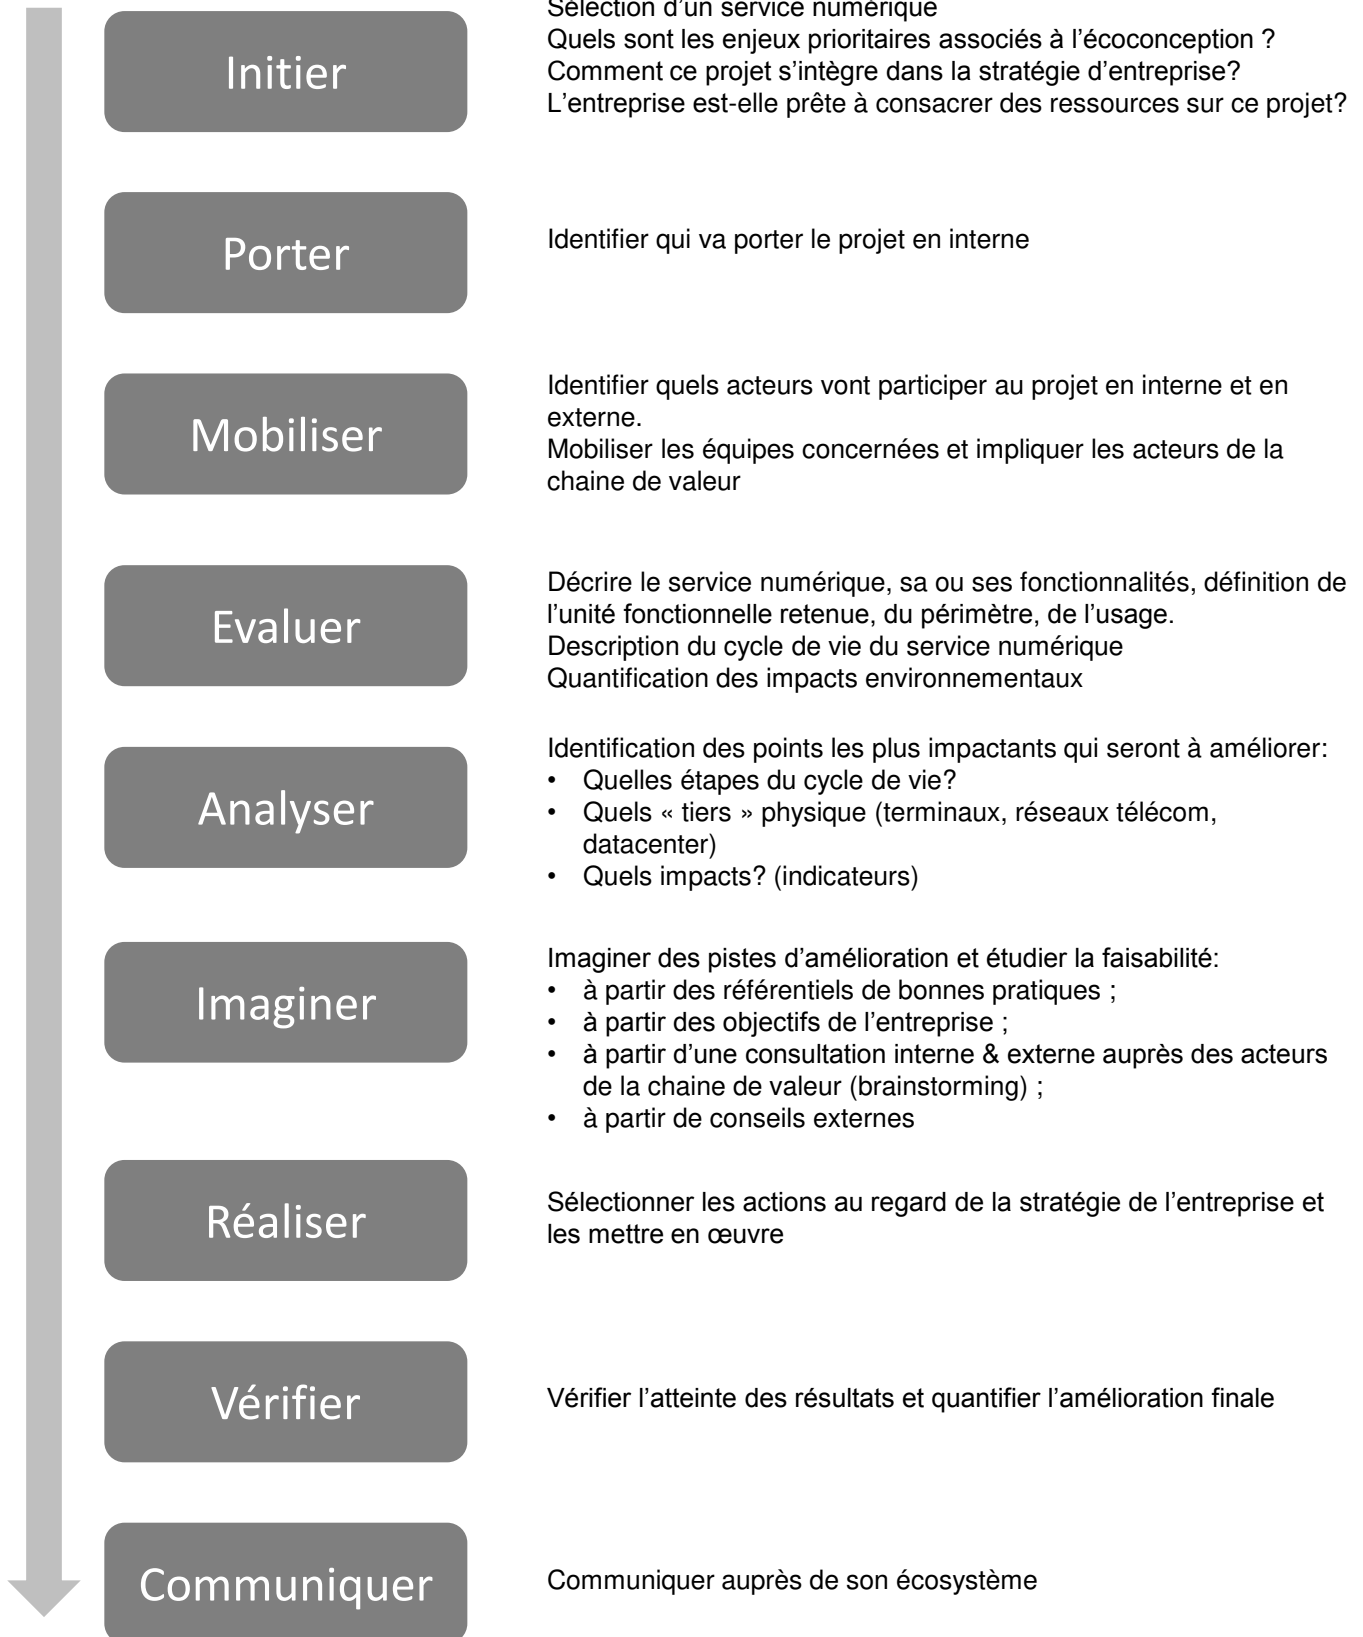 Initier
Sélection d'un service numérique
Quels sont les enjeux prioritaires associés à l'écoconception ?
Comment ce projet s'intègre dans la stratégie d'entreprise?
L'entreprise est-elle prête à consacrer des ressources sur ce projet?
Porter
Identifier qui va porter le projet en interne
Mobiliser
Identifier quels acteurs vont participer au projet en interne et en
externe.
Mobiliser les équipes concernées et impliquer les acteurs de la
chaine de valeur
Evaluer
Décrire le service numérique, sa ou ses fonctionnalités, définition de
l'unité fonctionnelle retenue, du périmètre, de l'usage.
Description du cycle de vie du service numérique
Quantification des impacts environnementaux
Analyser
Identification des points les plus impactants qui seront à améliorer:
• Quelles étapes du cycle de vie?
• Quels « tiers » physique (terminaux, réseaux télécom,
datacenter)
• Quels impacts? (indicateurs)
Imaginer
Imaginer des pistes d'amélioration et étudier la faisabilité:
• à partir des référentiels de bonnes pratiques ;
• à partir des objectifs de l'entreprise ;
• à partir d'une consultation interne & externe auprès des acteurs
de la chaine de valeur (brainstorming) ;
• à partir de conseils externes
Réaliser
Sélectionner les actions au regard de la stratégie de l'entreprise et
les mettre en œuvre
Vérifier
Vérifier l'atteinte des résultats et quantifier l'amélioration finale
Communiquer
Communiquer auprès de son écosystème